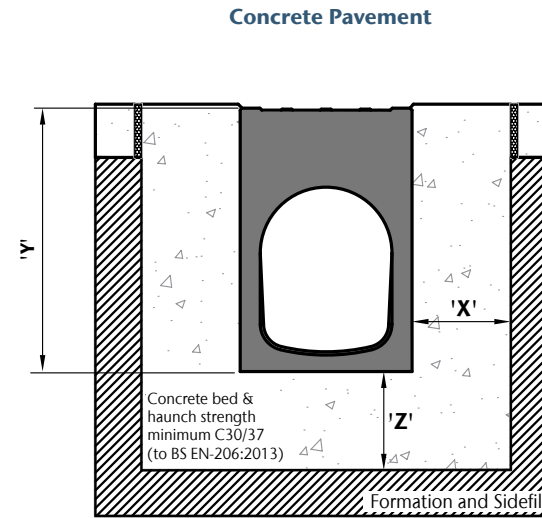 Concrete Pavement
'Y'
'X'
'Z'
Concrete bed &
haunch strength
minimum C30/37
(to BS EN-206:2013)
Formation and Sidefil